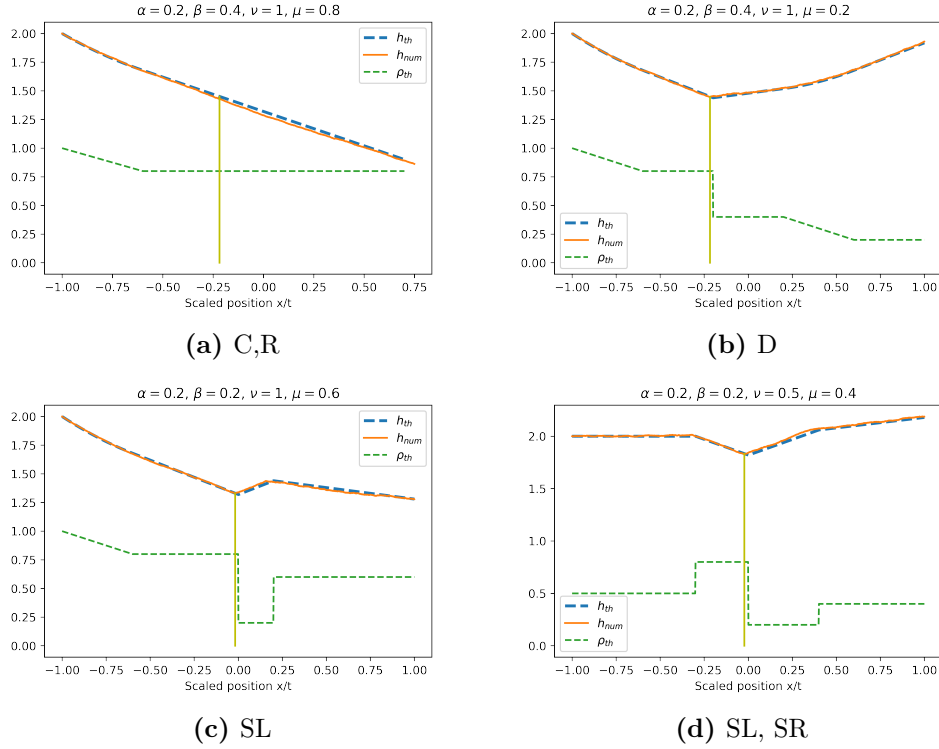 α = 0.2, β = 0.4, ν = 1, μ = 0.8
2.00
1.75
1.50
1.25
1.00
0.75
0.50
0.25
0.00
h_th
h_num
ρ_th
−1.00 −0.75 −0.50 −0.25 0.00 0.25 0.50 0.75
Scaled position x/t
(a) C,R
α = 0.2, β = 0.4, ν = 1, μ = 0.2
2.00
1.75
1.50
1.25
1.00
0.75
0.50
0.25
0.00
h_th
h_num
ρ_th
−1.00 −0.75 −0.50 −0.25 0.00 0.25 0.50 0.75 1.00
Scaled position x/t
(b) D
α = 0.2, β = 0.2, ν = 1, μ = 0.6
2.00
1.75
1.50
1.25
1.00
0.75
0.50
0.25
0.00
h_th
h_num
ρ_th
−1.00 −0.75 −0.50 −0.25 0.00 0.25 0.50 0.75 1.00
Scaled position x/t
(c) SL
α = 0.2, β = 0.2, ν = 0.5, μ = 0.4
2.0
1.5
1.0
0.5
0.0
h_th
h_num
ρ_th
−1.00 −0.75 −0.50 −0.25 0.00 0.25 0.50 0.75 1.00
Scaled position x/t
(d) SL, SR